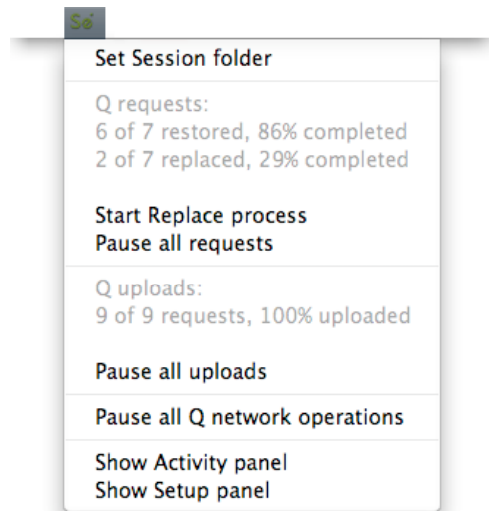 Se
Set Session folder
Q requests:
6 of 7 restored, 86% completed
2 of 7 replaced, 29% completed
Start Replace process
Pause all requests
Q uploads:
9 of 9 requests, 100% uploaded
Pause all uploads
Pause all Q network operations
Show Activity panel
Show Setup panel